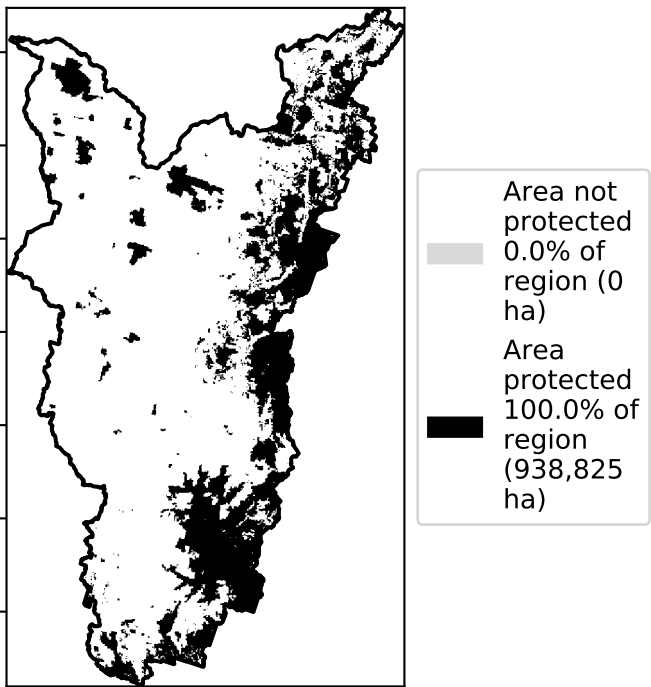 Area not
protected
0.0% of
region (0
ha)
Area
protected
100.0% of
region
(938,825
ha)